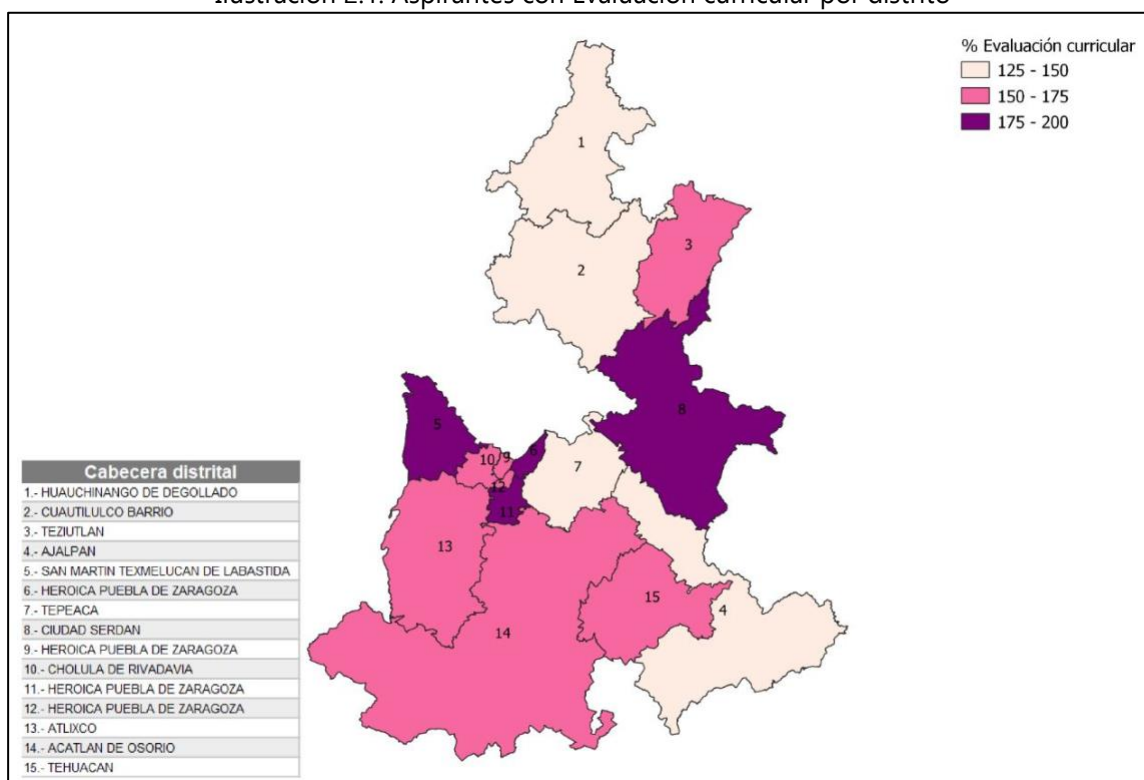 Ilustración 2.4. Aspirantes con Evaluación curricular por distrito
% Evaluación curricular
125 - 150
150 - 175
175 - 200
1
2
3
8
5
6
7
10
9
12
11
13
15
4
14
Cabecera distrital
1.- HUAUCHINANGO DE DEGOLLADO
2.- CUAUTILULCO BARRIO
3.- TEZIUTLAN
4.- AJALPAN
5.- SAN MARTIN TEXMELUCAN DE LABASTIDA
6.- HEROICA PUEBLA DE ZARAGOZA
7.- TEPEACA
8.- CIUDAD SERDAN
9.- HEROICA PUEBLA DE ZARAGOZA
10.- CHOLULA DE RIVADAVIA
11.- HEROICA PUEBLA DE ZARAGOZA
12.- HEROICA PUEBLA DE ZARAGOZA
13.- ATLIXCO
14.- ACATLAN DE OSORIO
15.- TEHUACAN